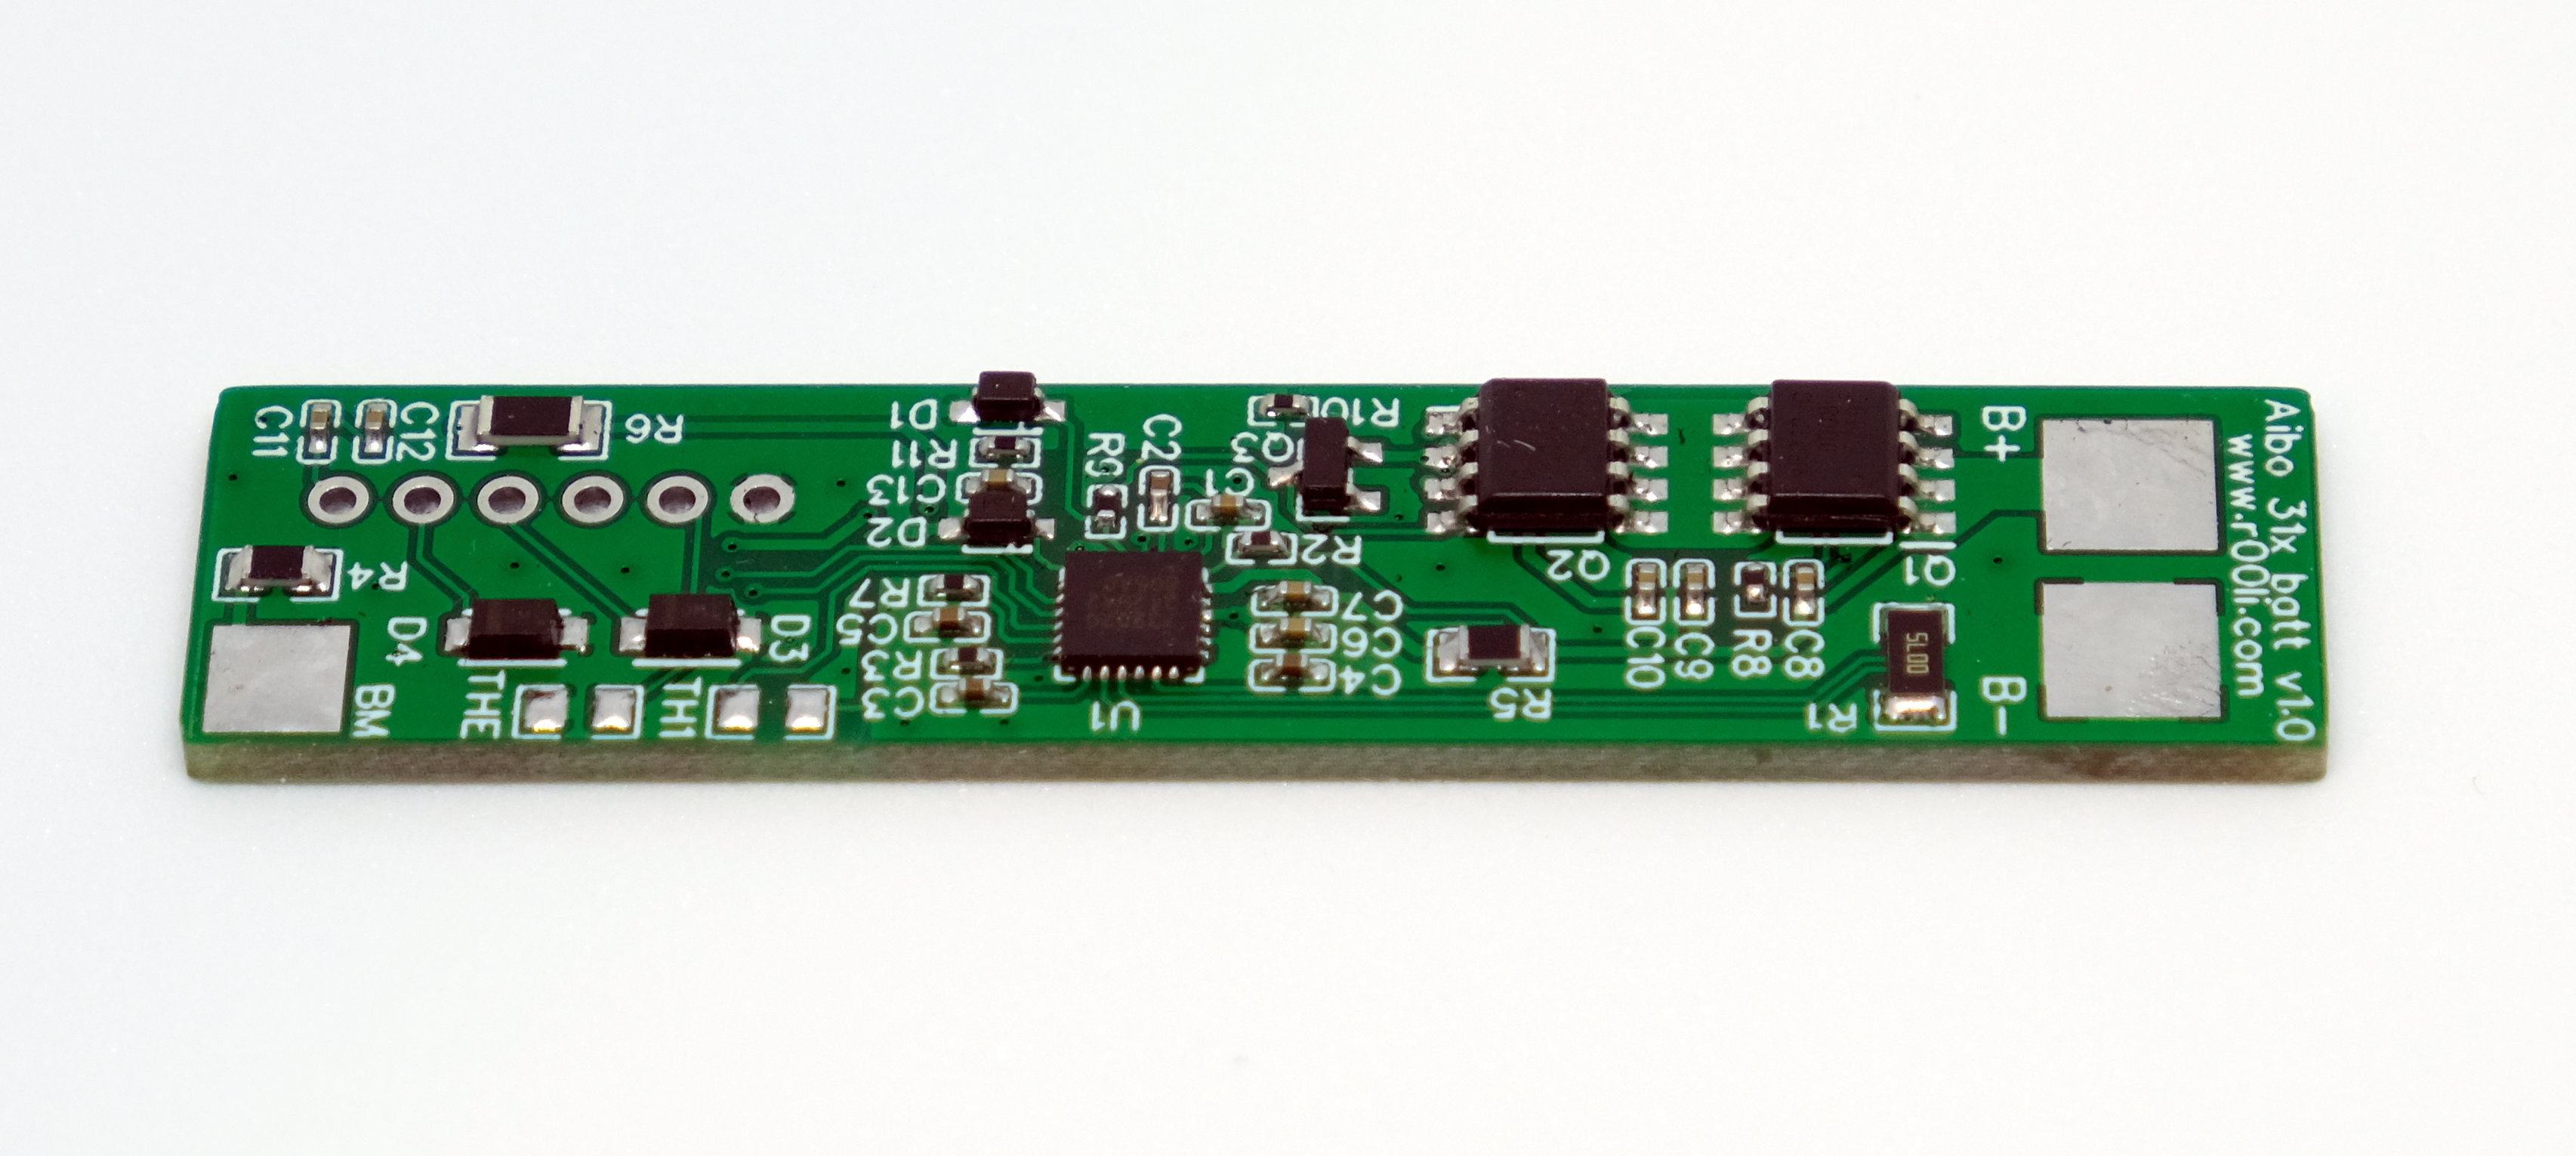 C11
C12
R6
D1
R11
C13
D2
R9
C2
C1
R10
Q3
R2
Q2
Q1
B+
Aibo 31x batt v1.0
www.r00li.com
R4
D4
D3
BM
THE
TH1
R7
C5
R3
C3
U1
C7
C6
C4
R5
C10
C9
R8
C8
R1
5L00
B-